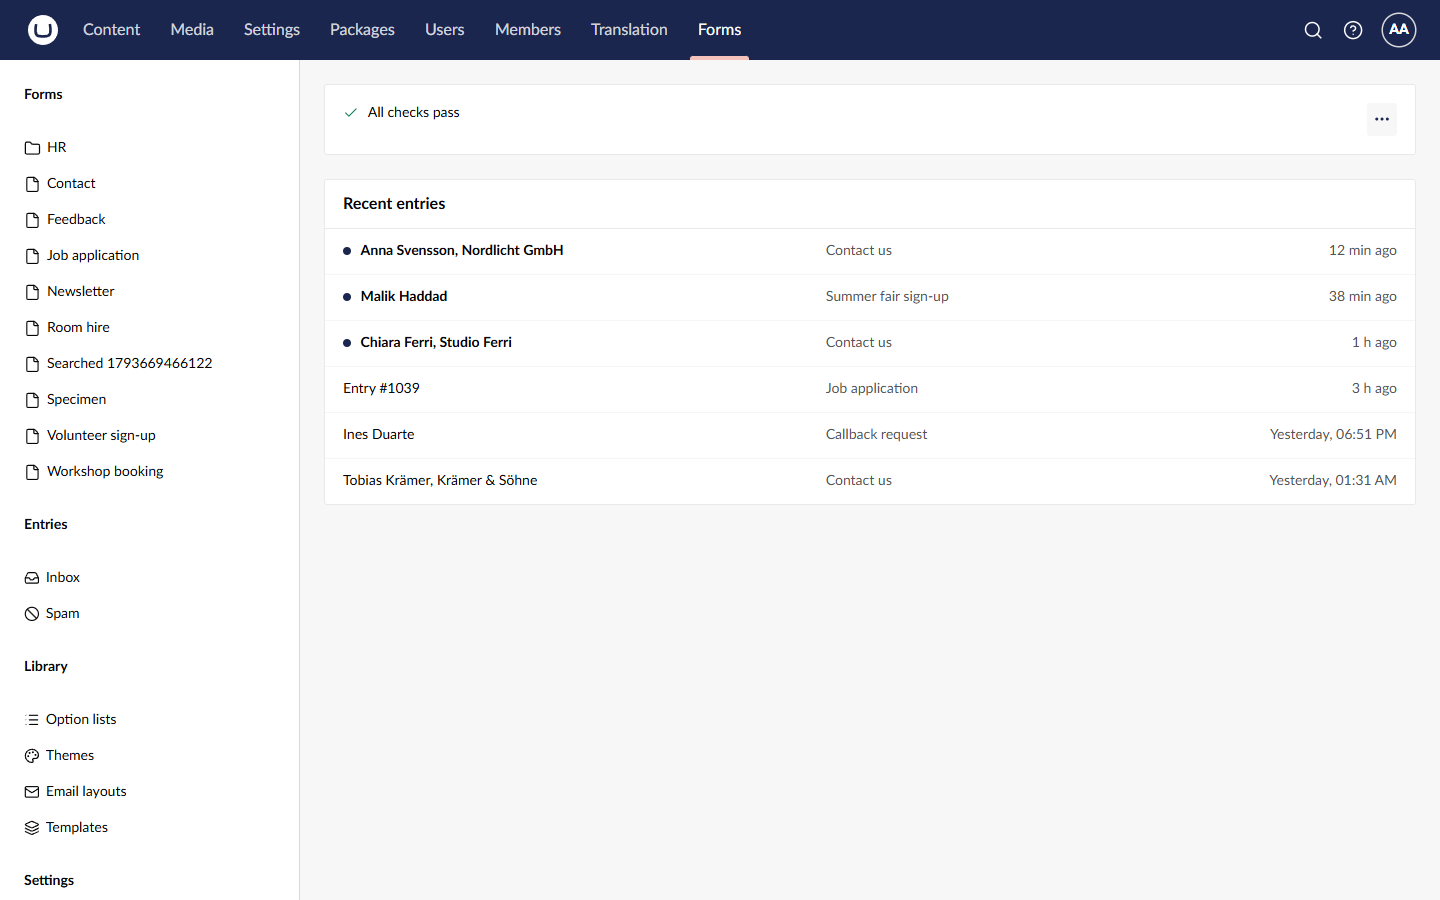 Content Media Settings Packages Users Members Translation Forms AA
Forms
HR
Contact
Feedback
Job application
Newsletter
Room hire
Searched 1793669466122
Specimen
Volunteer sign-up
Workshop booking
Entries
Inbox
Spam
Library
Option lists
Themes
Email layouts
Templates
Settings
All checks pass
Recent entries
Anna Svensson, Nordlicht GmbH Contact us 12 min ago
Malik Haddad Summer fair sign-up 38 min ago
Chiara Ferri, Studio Ferri Contact us 1 h ago
Entry #1039 Job application 3 h ago
Ines Duarte Callback request Yesterday, 06:51 PM
Tobias Krämer, Krämer & Söhne Contact us Yesterday, 01:31 AM